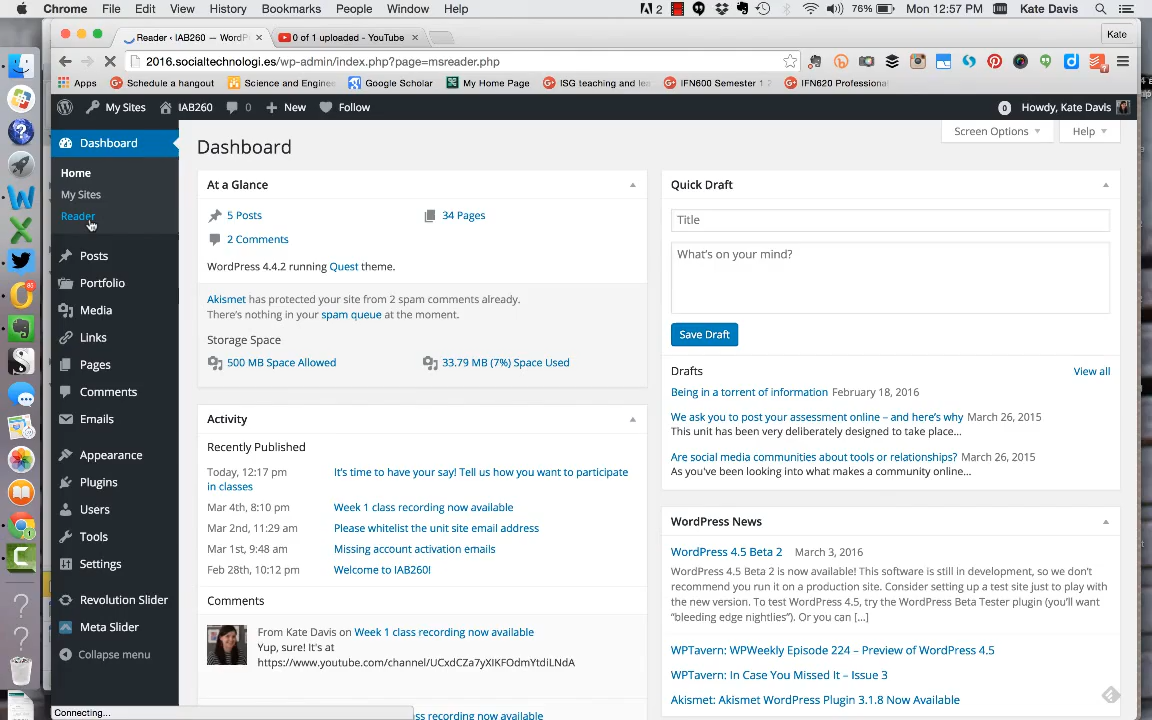 Chrome File Edit View History Bookmarks People Window Help
2 76% Mon 12:57 PM Kate Davis
Reader ‹ IAB260 — WordP
0 of 1 uploaded - YouTube
Kate
2016.socialtechnologi.es/wp-admin/index.php?page=msreader.php
Apps Schedule a hangout Science and Engine Google Scholar My Home Page ISG teaching and le IFN600 Semester 1 IFN620 Professional
My Sites IAB260 0 New Follow
0 Howdy, Kate Davis
Dashboard
Home
My Sites
Reader
Posts
Portfolio
Media
Links
Pages
Comments
Emails
Appearance
Plugins
Users
Tools
Settings
Revolution Slider
Meta Slider
Collapse menu
Connecting...
Screen Options Help
Dashboard
At a Glance
5 Posts 34 Pages
2 Comments
WordPress 4.4.2 running Quest theme.
Akismet has protected your site from 2 spam comments already.
There's nothing in your spam queue at the moment.
Storage Space
500 MB Space Allowed 33.79 MB (7%) Space Used
Activity
Recently Published
Today, 12:17 pm It's time to have your say! Tell us how you want to participate
in classes
Mar 4th, 8:10 pm Week 1 class recording now available
Mar 2nd, 11:29 am Please whitelist the unit site email address
Mar 1st, 9:48 am Missing account activation emails
Feb 28th, 10:12 pm Welcome to IAB260!
Comments
From Kate Davis on Week 1 class recording now available
Yup, sure! It's at
https://www.youtube.com/channel/UCxdCZa7yXIKFOdmYtdiLNdA
ck 1 class recording now available
Quick Draft
Title
What's on your mind?
Save Draft
Drafts View all
Being in a torrent of information February 18, 2016
We ask you to post your assessment online – and here's why March 26, 2015
This unit has been very deliberately designed to take place…
Are social media communities about tools or relationships? March 26, 2015
As you've been looking into what makes a community online…
WordPress News
WordPress 4.5 Beta 2 March 3, 2016
WordPress 4.5 Beta 2 is now available! This software is still in development, so we don't
recommend you run it on a production site. Consider setting up a test site just to play with
the new version. To test WordPress 4.5, try the WordPress Beta Tester plugin (you'll want
"bleeding edge nightlies"). Or you can […]
WPTavern: WPWeekly Episode 224 – Preview of WordPress 4.5
WPTavern: In Case You Missed It – Issue 3
Akismet: Akismet WordPress Plugin 3.1.8 Now Available